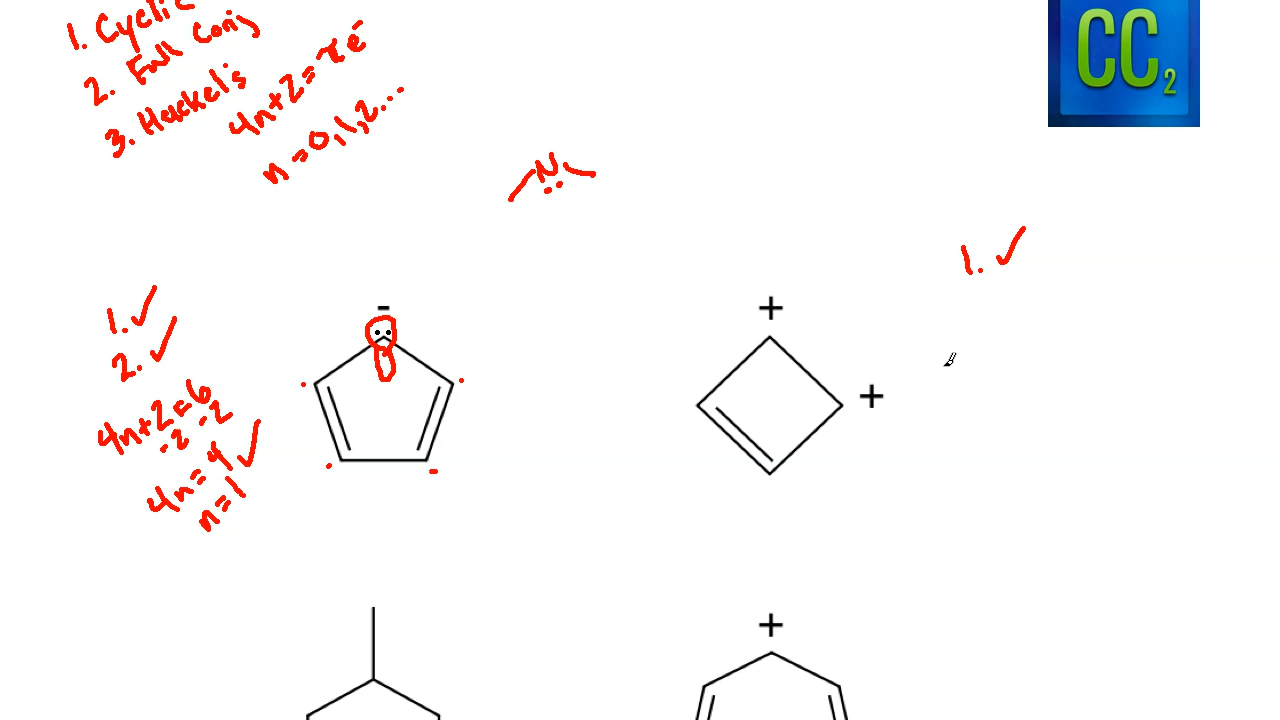 1. Cyclic
2. Full Conj
3. Huckel's
4n+2=πe⁻
n=0,1,2...
CC2
N
1. ✓
2. ✓
4n+2=6
-2 -2
4n=4 ✓
n=1
-
+
+
1. ✓
+